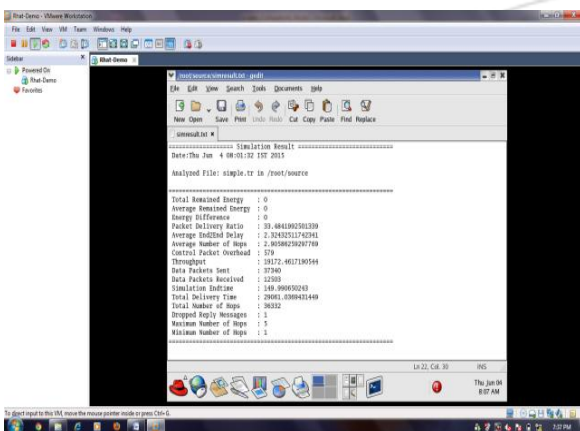 Rhat-Demo - VMware Workstation
File Edit View VM Team Windows Help
Sidebar
Powered On
Rhat-Demo
Favorites
Rhat-Demo
/root/source/simresult.txt - gedit
File Edit View Search Tools Documents Help
New Open Save Print Undo Redo Cut Copy Paste Find Replace
simresult.txt
=================== Simulation Result ===========================
Date:Thu Jun 4 08:01:32 IST 2015
Analyzed File: simple.tr in /root/source
Total Remained Energy : 0
Average Remained Energy : 0
Energy Difference : 0
Packet Delivery Ratio : 33.4841992501339
Average End2End Delay : 2.32432511742341
Average Number of Hops : 2.90586259297769
Control Packet Overhead : 579
Throughput : 19172.4617190544
Data Packets Sent : 37340
Data Packets Received : 12503
Simulation Endtime : 149.990650243
Total Delivery Time : 29061.0369431449
Total Number of Hops : 36332
Dropped Reply Messages : 1
Maximum Number of Hops : 5
Minimum Number of Hops : 1
Ln 22, Col. 30 INS
Thu Jun 04
8:07 AM
To direct input to this VM, move the mouse pointer inside or press Ctrl+G.
2:07 PM